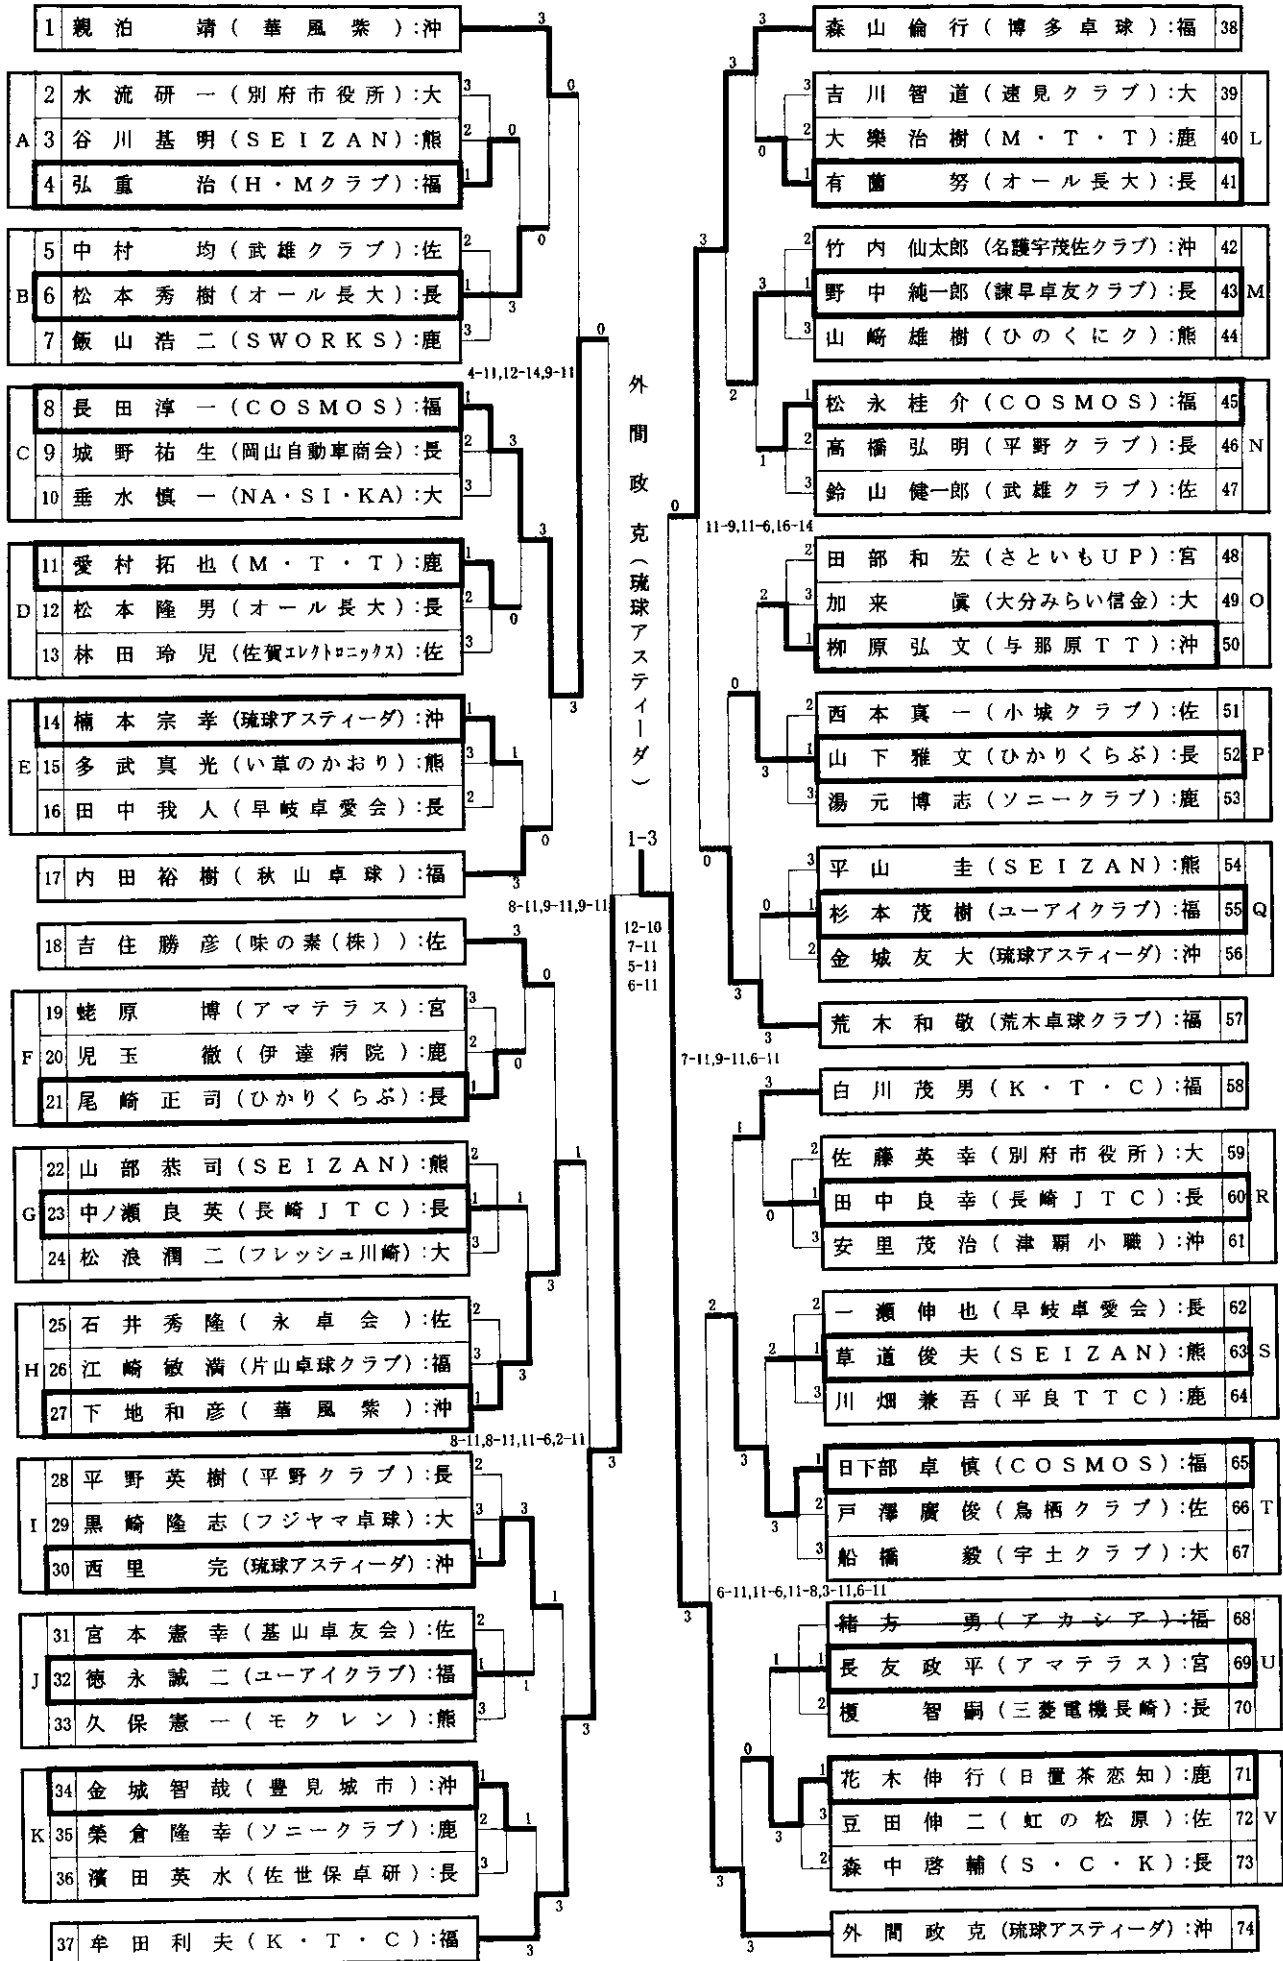 1 親泊 靖 (華風紫):沖
A
2 水流研一 (別府市役所):大
3 谷川基明 (SEIZAN):熊
4 弘重 治 (H・Mクラブ):福
B
5 中村 均 (武雄クラブ):佐
6 松本秀樹 (オール長大):長
7 飯山浩二 (SWORKS):鹿
4-11,12-14,9-11
C
8 長田淳一 (COSMOS):福
9 城野祐生 (岡山自動車商会):長
10 垂水慎一 (NA・SI・KA):大
D
11 愛村拓也 (M・T・T):鹿
12 松本隆男 (オール長大):長
13 林田玲児 (佐賀エレクトロニックス):佐
E
14 楠本宗孝 (琉球アスティーダ):沖
15 多武真光 (い草のかおり):熊
16 田中我人 (早岐卓愛会):長
17 内田裕樹 (秋山卓球):福
8-11,9-11,9-11
18 吉住勝彦 (味の素(株)):佐
F
19 蛯原 博 (アマテラス):宮
20 児玉 徹 (伊達病院):鹿
21 尾崎正司 (ひかりくらぶ):長
G
22 山部恭司 (SEIZAN):熊
23 中ノ瀬良英 (長崎JTC):長
24 松浪潤二 (フレッシュ川崎):大
H
25 石井秀隆 (永卓会):佐
26 江崎敏満 (片山卓球クラブ):福
27 下地和彦 (華風紫):沖
8-11,8-11,11-6,2-11
I
28 平野英樹 (平野クラブ):長
29 黒崎隆志 (フジヤマ卓球):大
30 西里 完 (琉球アスティーダ):沖
J
31 宮本憲幸 (基山卓友会):佐
32 徳永誠二 (ユーアイクラブ):福
33 久保憲一 (モクレン):熊
K
34 金城智哉 (豊見城市):沖
35 榮倉隆幸 (ソニークラブ):鹿
36 濱田英水 (佐世保卓研):長
37 牟田利夫 (K・T・C):福
外間政克(琉球アスティーダ)
1-3
12-10
7-11
5-11
6-11
森山倫行 (博多卓球):福 38
吉川智道 (速見クラブ):大 39
大樂治樹 (M・T・T):鹿 40
有薗 努 (オール長大):長 41
L
竹内仙太郎 (名護宇茂佐クラブ):沖 42
野中純一郎 (諫早卓友クラブ):長 43
山﨑雄樹 (ひのくにク):熊 44
M
松永桂介 (COSMOS):福 45
高橋弘明 (平野クラブ):長 46
鈴山健一郎 (武雄クラブ):佐 47
N
11-9,11-6,16-14
田部和宏 (さといもUP):宮 48
加来 眞 (大分みらい信金):大 49
柳原弘文 (与那原TT):沖 50
O
西本真一 (小城クラブ):佐 51
山下雅文 (ひかりくらぶ):長 52
湯元博志 (ソニークラブ):鹿 53
P
平山 圭 (SEIZAN):熊 54
杉本茂樹 (ユーアイクラブ):福 55
金城友大 (琉球アスティーダ):沖 56
Q
荒木和敬 (荒木卓球クラブ):福 57
7-11,9-11,6-11
白川茂男 (K・T・C):福 58
佐藤英幸 (別府市役所):大 59
田中良幸 (長崎JTC):長 60
安里茂治 (津覇小職):沖 61
R
一瀬伸也 (早岐卓愛会):長 62
草道俊夫 (SEIZAN):熊 63
川畑兼吾 (平良TTC):鹿 64
S
日下部卓慎 (COSMOS):福 65
戸澤廣俊 (鳥栖クラブ):佐 66
船橋 毅 (宇土クラブ):大 67
T
6-11,11-6,11-8,3-11,6-11
緒方 勇 (アカシア):福 68
長友政平 (アマテラス):宮 69
榎 智嗣 (三菱電機長崎):長 70
U
花木伸行 (日置茶恋知):鹿 71
豆田伸二 (虹の松原):佐 72
森中啓輔 (S・C・K):長 73
V
外間政克 (琉球アスティーダ):沖 74